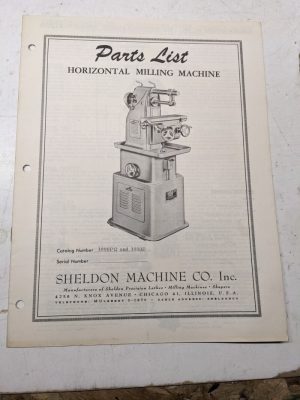 Parts List
HORIZONTAL MILLING MACHINE
Catalog Number
Serial Number
SHELDON MACHINE CO. Inc.
Manufacturers of Sheldon Precision Lathes • Milling Machines • Shapers
4258 N. KNOX AVENUE • CHICAGO 41, ILLINOIS, U.S.A.